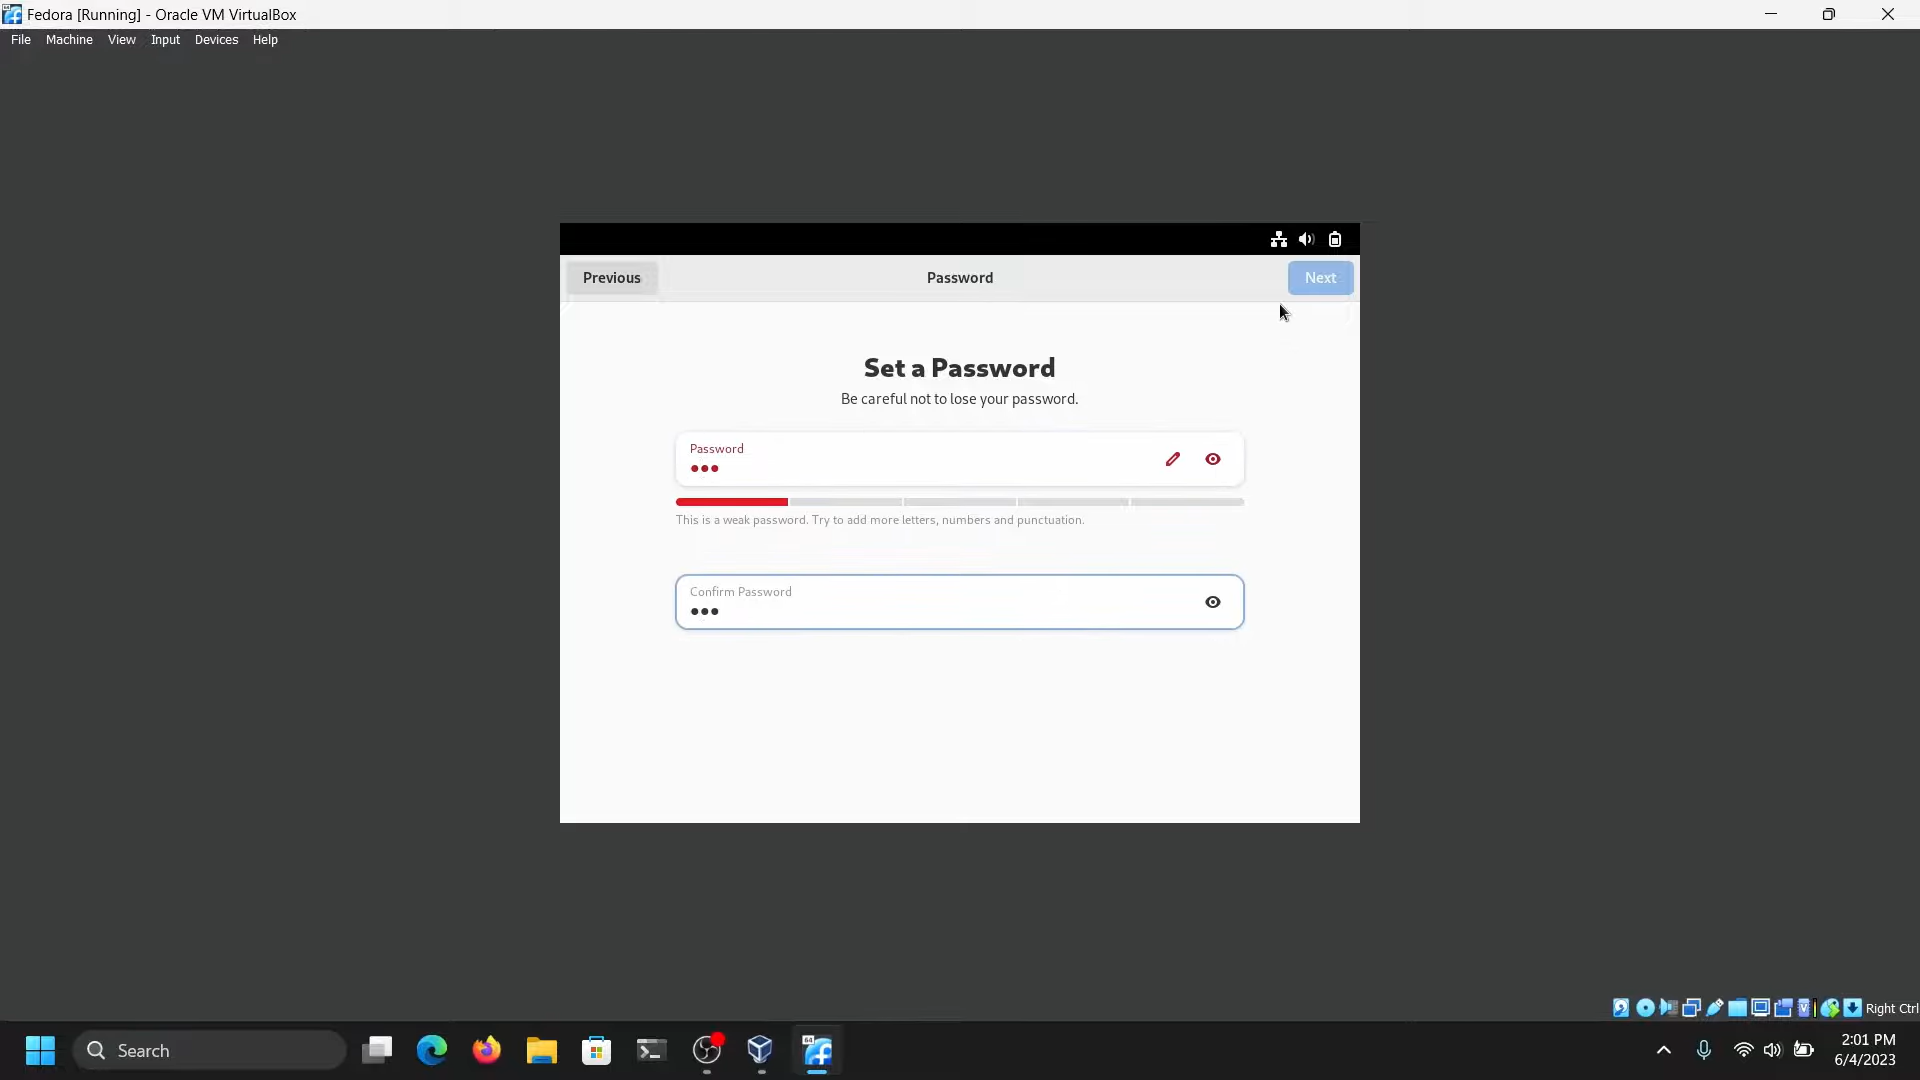 Fedora [Running] - Oracle VM VirtualBox
File Machine View Input Devices Help
Previous
Password
Next
Set a Password
Be careful not to lose your password.
Password
This is a weak password. Try to add more letters, numbers and punctuation.
Confirm Password
Right Ctrl
Search
64
2:01 PM
6/4/2023